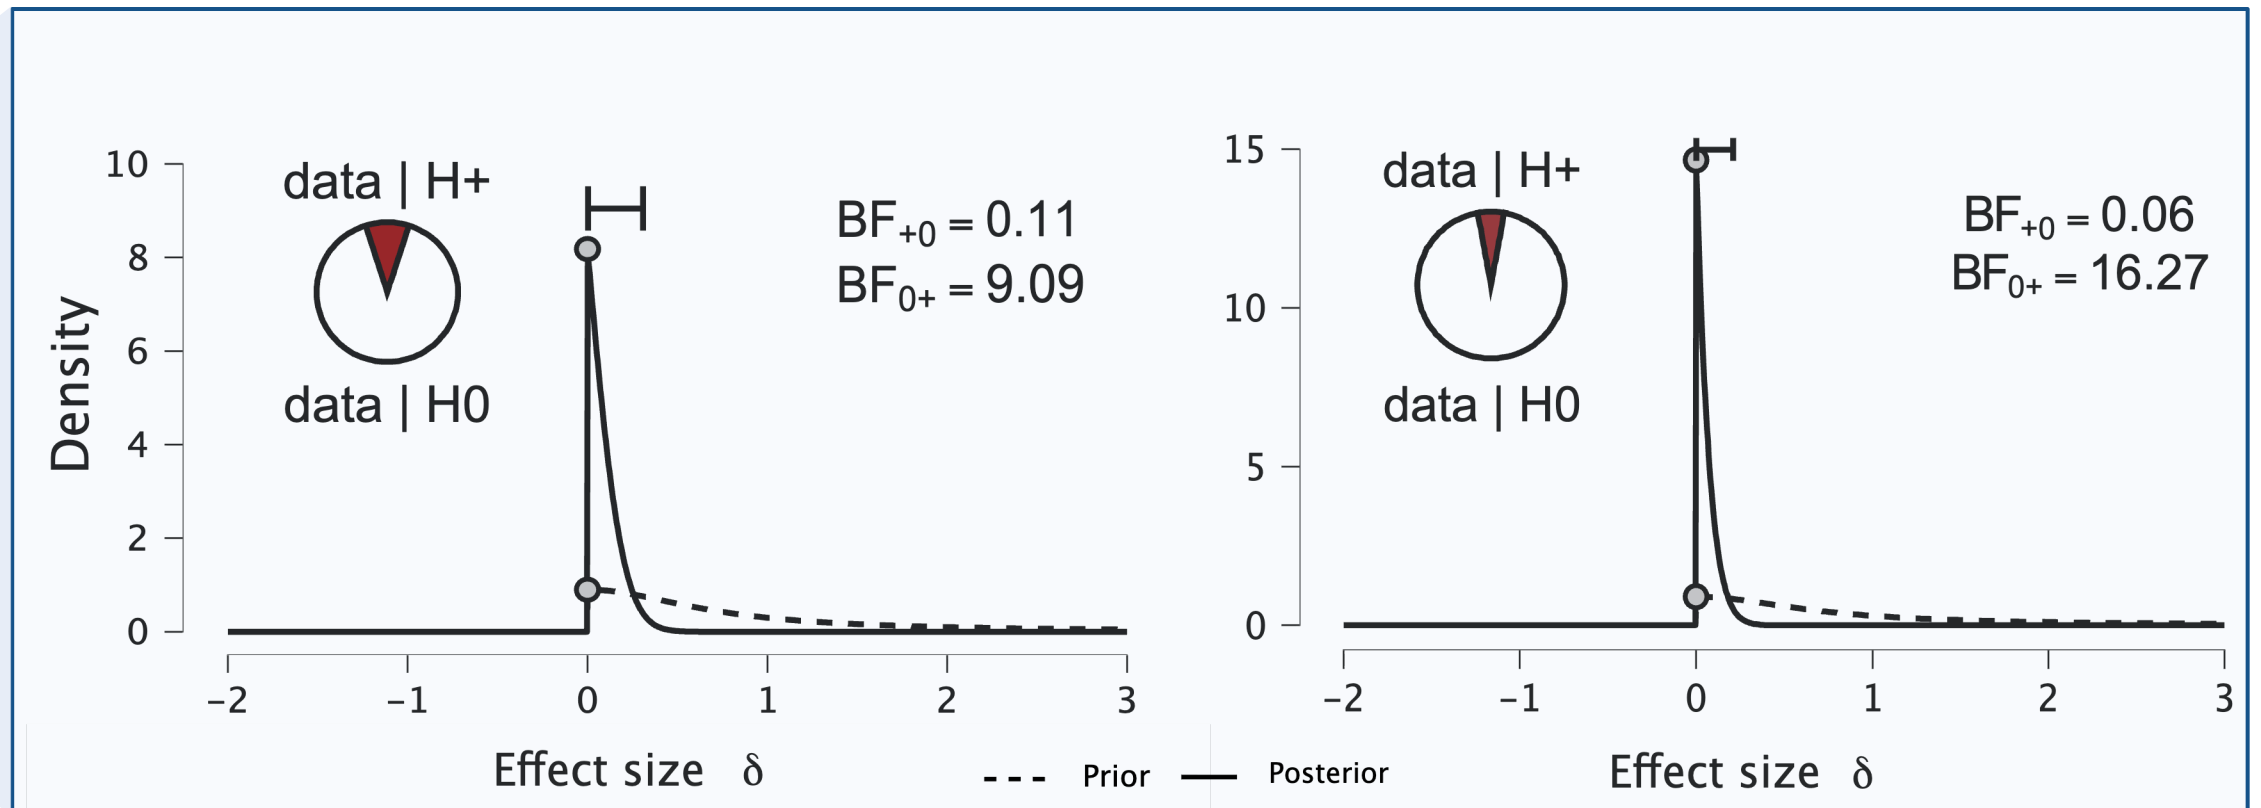 data | H+
BF+0 = 0.11
BF0+ = 9.09
data | H0
Density
10
8
6
4
2
0
−2
−1
0
1
2
3
Effect size δ
data | H+
BF+0 = 0.06
BF0+ = 16.27
data | H0
15
10
5
0
−2
−1
0
1
2
3
Effect size δ
Prior
Posterior